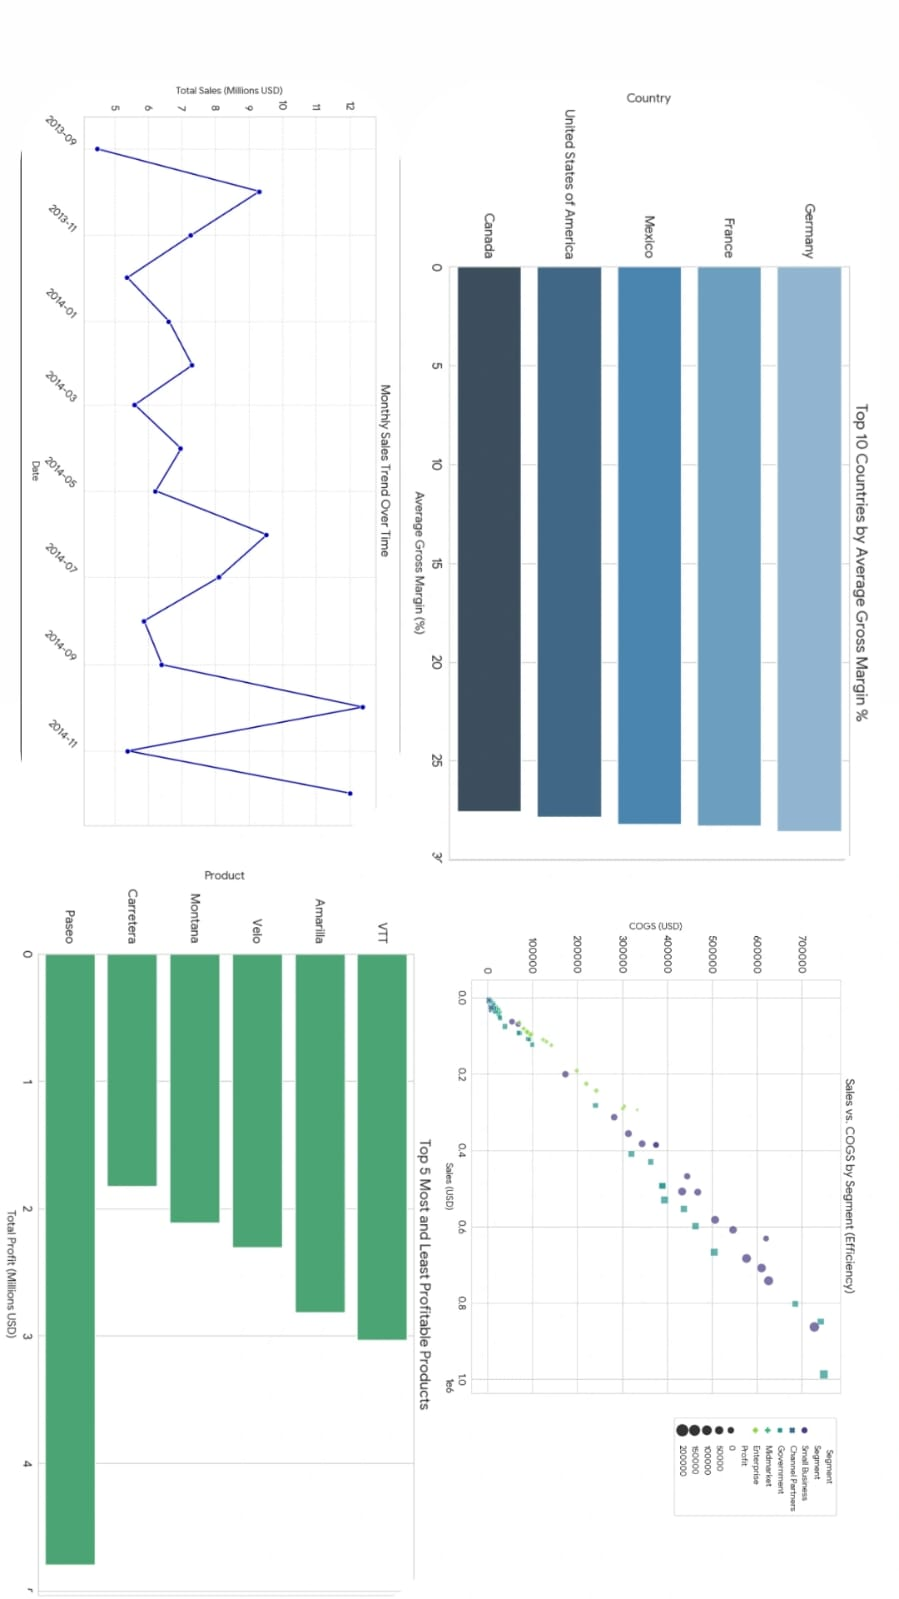 Top 10 Countries by Average Gross Margin %
Country
Germany
France
Mexico
United States of America
Canada
0
5
10
15
20
25
Average Gross Margin (%)
Sales vs. COGS by Segment (Efficiency)
COGS (USD)
700000
600000
500000
400000
300000
200000
100000
0
0.0
0.2
0.4
0.6
0.8
1.0
1e6
Sales (USD)
Segment
Segment
Small Business
Channel Partners
Government
Midmarket
Enterprise
Profit
0
50000
100000
150000
200000
Monthly Sales Trend Over Time
Total Sales (Millions USD)
12
11
10
9
8
7
6
5
2013-09
2013-11
2014-01
2014-03
2014-05
2014-07
2014-09
2014-11
Date
Top 5 Most and Least Profitable Products
Product
VTT
Amarilla
Velo
Montana
Carretera
Paseo
0
1
2
3
4
Total Profit (Millions USD)